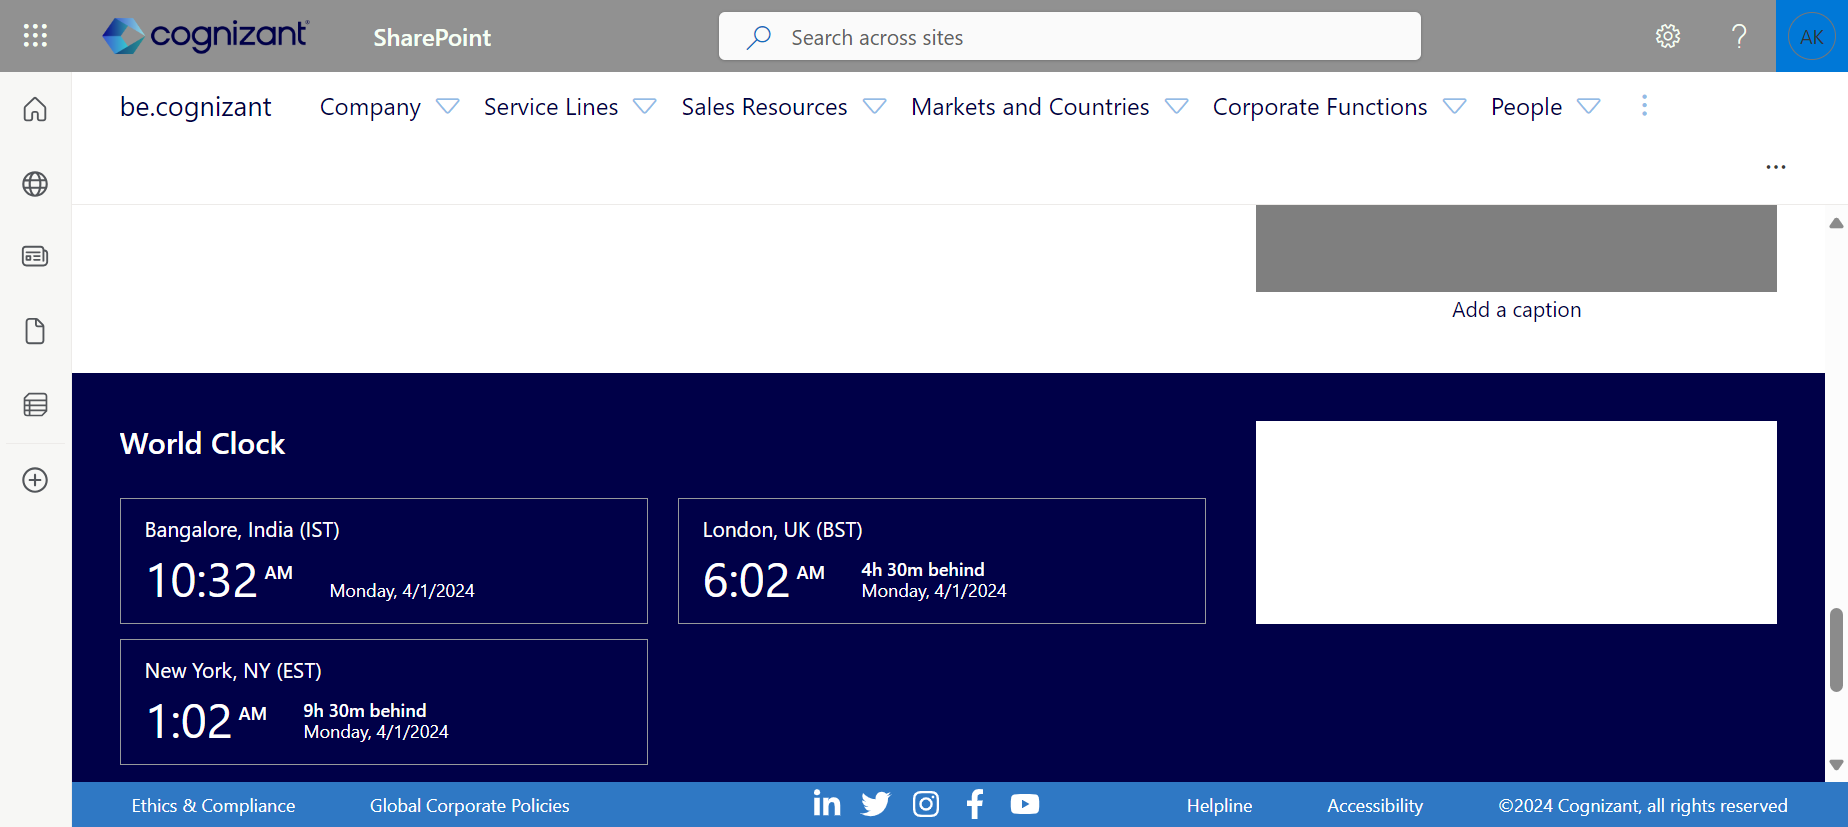 cognizant
SharePoint
Search across sites
?
AK
be.cognizant
Company
Service Lines
Sales Resources
Markets and Countries
Corporate Functions
People
...
Add a caption
World Clock
Bangalore, India (IST)
10:32 AM
Monday, 4/1/2024
London, UK (BST)
6:02 AM
4h 30m behind
Monday, 4/1/2024
New York, NY (EST)
1:02 AM
9h 30m behind
Monday, 4/1/2024
Ethics & Compliance
Global Corporate Policies
Helpline
Accessibility
©2024 Cognizant, all rights reserved